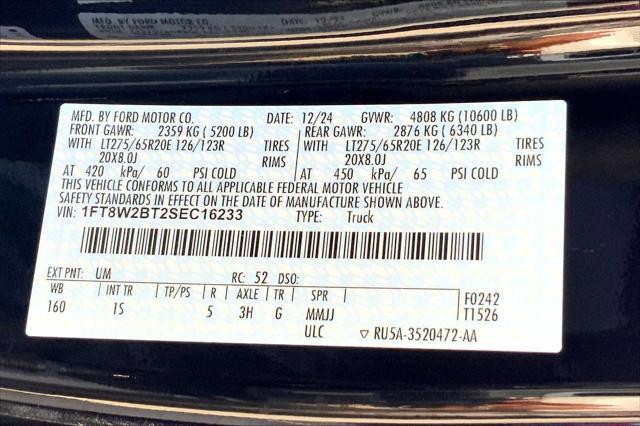 MFD. BY FORD MOTOR CO. DATE: 12/24 GVWR: 4808 KG (10600 LB)
FRONT GAWR: 2359 KG ( 5200 LB) REAR GAWR: 2876 KG ( 6340 LB)
WITH LT275/65R20E 126/123R TIRES WITH LT275/65R20E 126/123R TIRES
20X8.0J RIMS 20X8.0J RIMS
AT 420 kPa/ 60 PSI COLD AT 450 kPa/ 65 PSI COLD
THIS VEHICLE CONFORMS TO ALL APPLICABLE FEDERAL MOTOR VEHICLE
SAFETY STANDARDS IN EFFECT ON THE DATE OF MANUFACTURE SHOWN ABOVE.
VIN: 1FT8W2BT2SEC16233 TYPE: Truck
EXT PNT: UM RC: 52 DSO:
WB INT TR TP/PS R AXLE TR SPR F0242
160 1S 5 3H G MMJJ T1526
ULC ▽ RU5A-3520472-AA